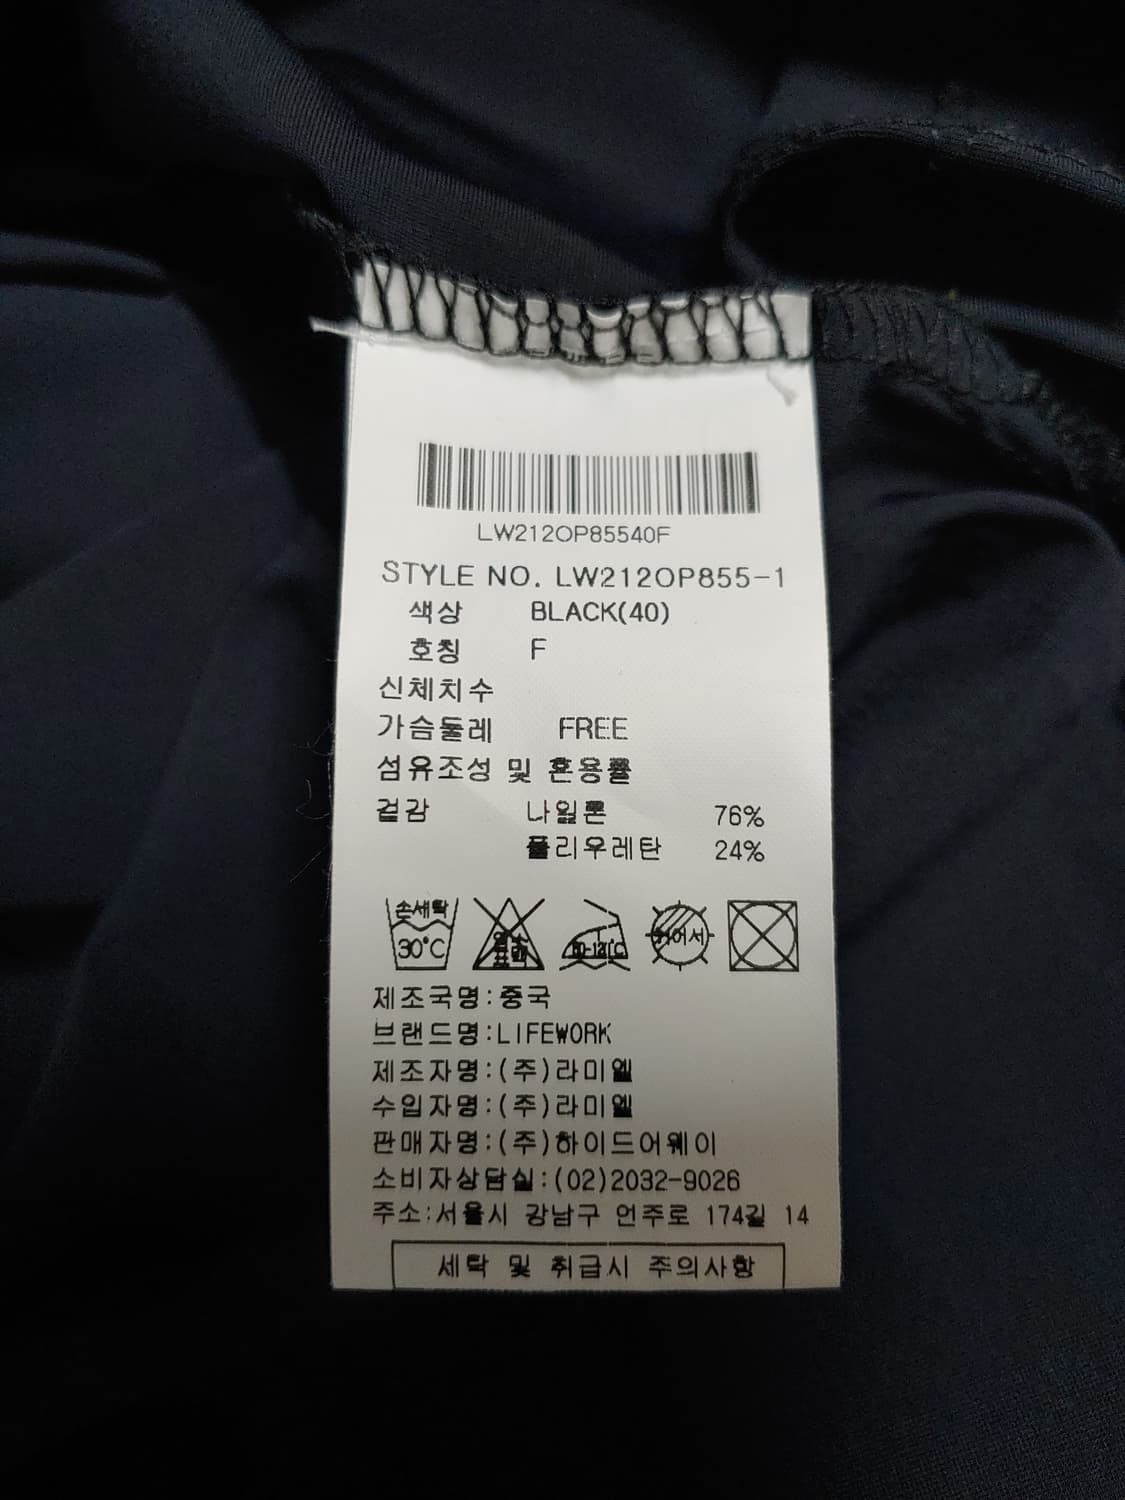 LW212OP85540F
STYLE NO. LW212OP855-1
색상 BLACK(40)
호칭 F
신체치수
가슴둘레 FREE
섬유조성 및 혼용률
겉감 나일론 76%
폴리우레탄 24%
손세탁 30℃
제조국명:중국
브랜드명:LIFEWORK
제조자명:(주)라미엘
수입자명:(주)라미엘
판매자명:(주)하이드어웨이
소비자상담실:(02)2032-9026
주소:서울시 강남구 언주로 174길 14
세탁 및 취급시 주의사항